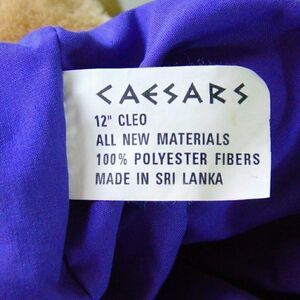 CAESARS
12" CLEO
ALL NEW MATERIALS
100% POLYESTER FIBERS
MADE IN SRI LANKA